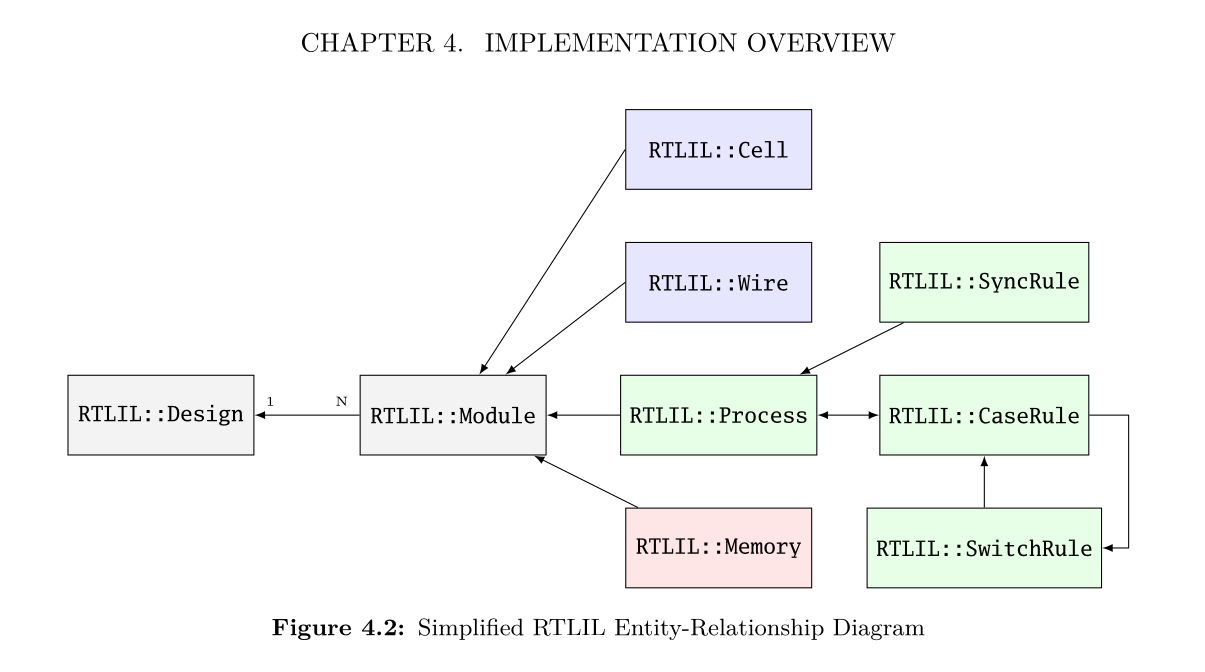 CHAPTER 4. IMPLEMENTATION OVERVIEW
RTLIL::Cell
RTLIL::Wire
RTLIL::SyncRule
RTLIL::Design
1
N
RTLIL::Module
RTLIL::Process
RTLIL::CaseRule
RTLIL::Memory
RTLIL::SwitchRule
Figure 4.2: Simplified RTLIL Entity-Relationship Diagram